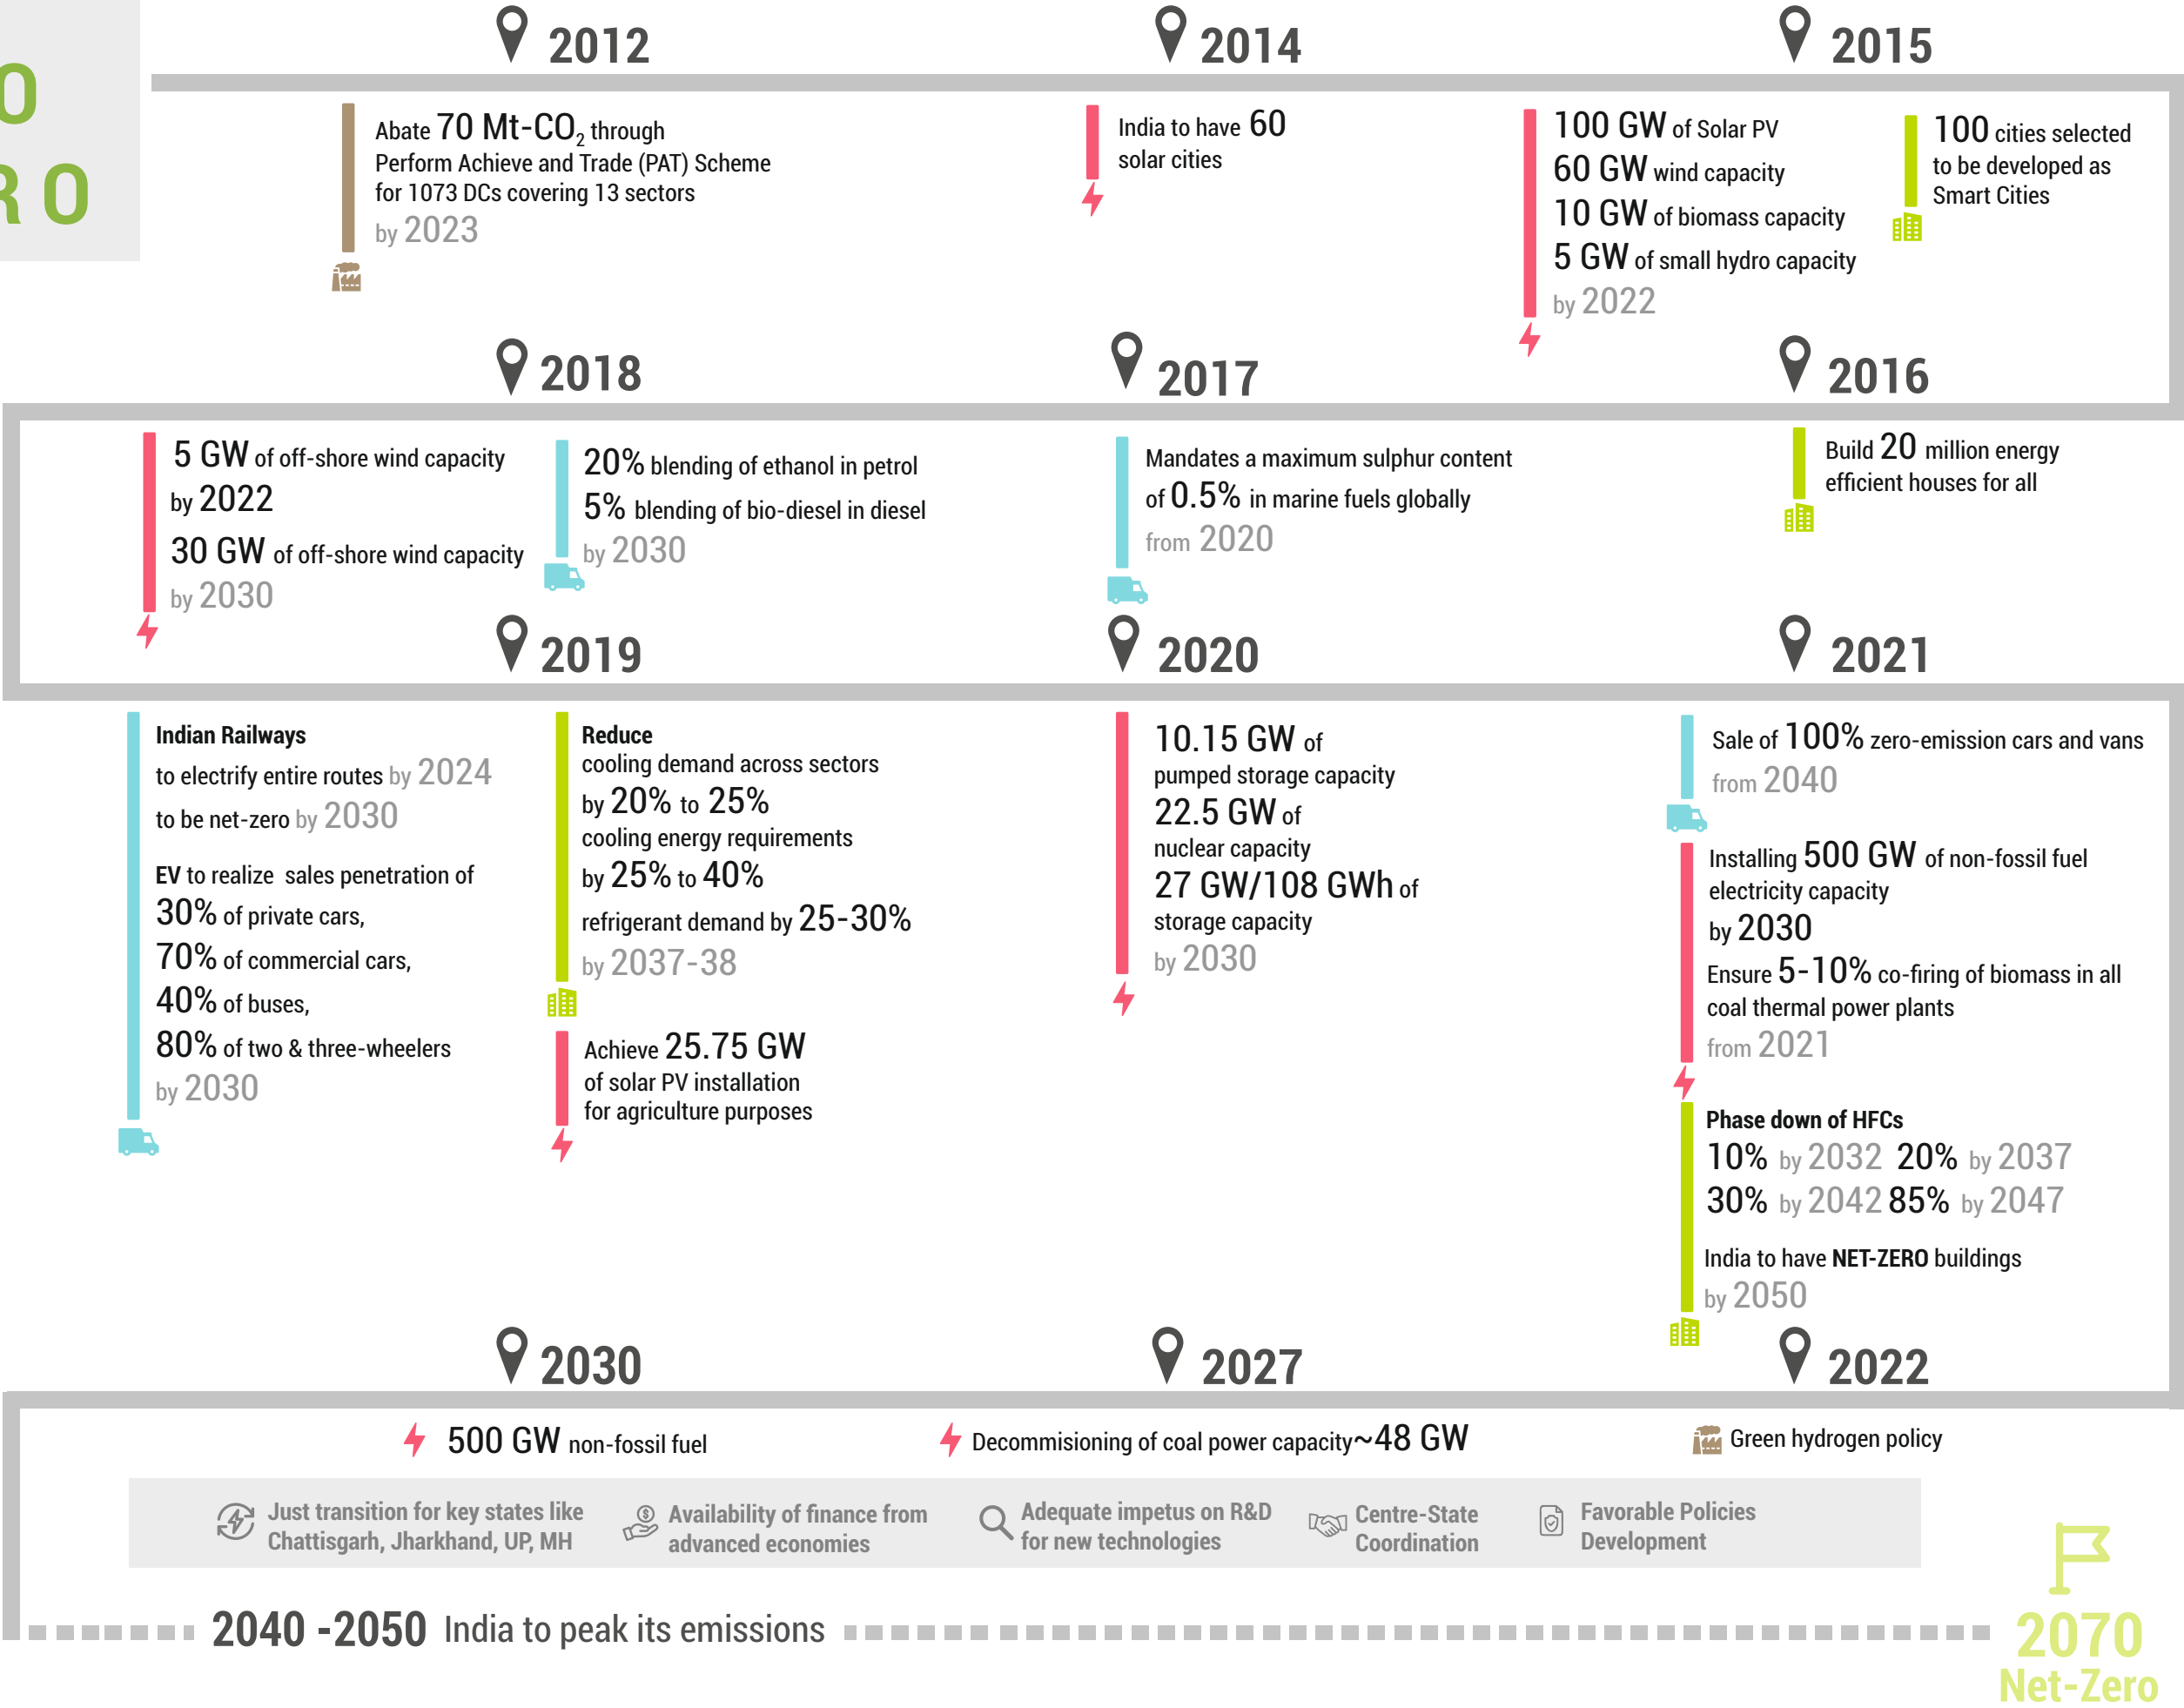 O
RO
2012
2014
2015
Abate 70 Mt-CO₂ through
Perform Achieve and Trade (PAT) Scheme
for 1073 DCs covering 13 sectors
by 2023
India to have 60
solar cities
100 GW of Solar PV
60 GW wind capacity
10 GW of biomass capacity
5 GW of small hydro capacity
by 2022
100 cities selected
to be developed as
Smart Cities
2018
2017
2016
5 GW of off-shore wind capacity
by 2022
30 GW of off-shore wind capacity
by 2030
20% blending of ethanol in petrol
5% blending of bio-diesel in diesel
by 2030
Mandates a maximum sulphur content
of 0.5% in marine fuels globally
from 2020
Build 20 million energy
efficient houses for all
2019
2020
2021
Indian Railways
to electrify entire routes by 2024
to be net-zero by 2030
EV to realize sales penetration of
30% of private cars,
70% of commercial cars,
40% of buses,
80% of two & three-wheelers
by 2030
Reduce
cooling demand across sectors
by 20% to 25%
cooling energy requirements
by 25% to 40%
refrigerant demand by 25-30%
by 2037-38
Achieve 25.75 GW
of solar PV installation
for agriculture purposes
10.15 GW of
pumped storage capacity
22.5 GW of
nuclear capacity
27 GW/108 GWh of
storage capacity
by 2030
Sale of 100% zero-emission cars and vans
from 2040
Installing 500 GW of non-fossil fuel
electricity capacity
by 2030
Ensure 5-10% co-firing of biomass in all
coal thermal power plants
from 2021
Phase down of HFCs
10% by 2032 20% by 2037
30% by 2042 85% by 2047
India to have NET-ZERO buildings
by 2050
2030
2027
2022
500 GW non-fossil fuel
Decommisioning of coal power capacity~48 GW
Green hydrogen policy
Just transition for key states like
Chattisgarh, Jharkhand, UP, MH
Availability of finance from
advanced economies
Adequate impetus on R&D
for new technologies
Centre-State
Coordination
Favorable Policies
Development
2040 -2050 India to peak its emissions
2070
Net-Zero